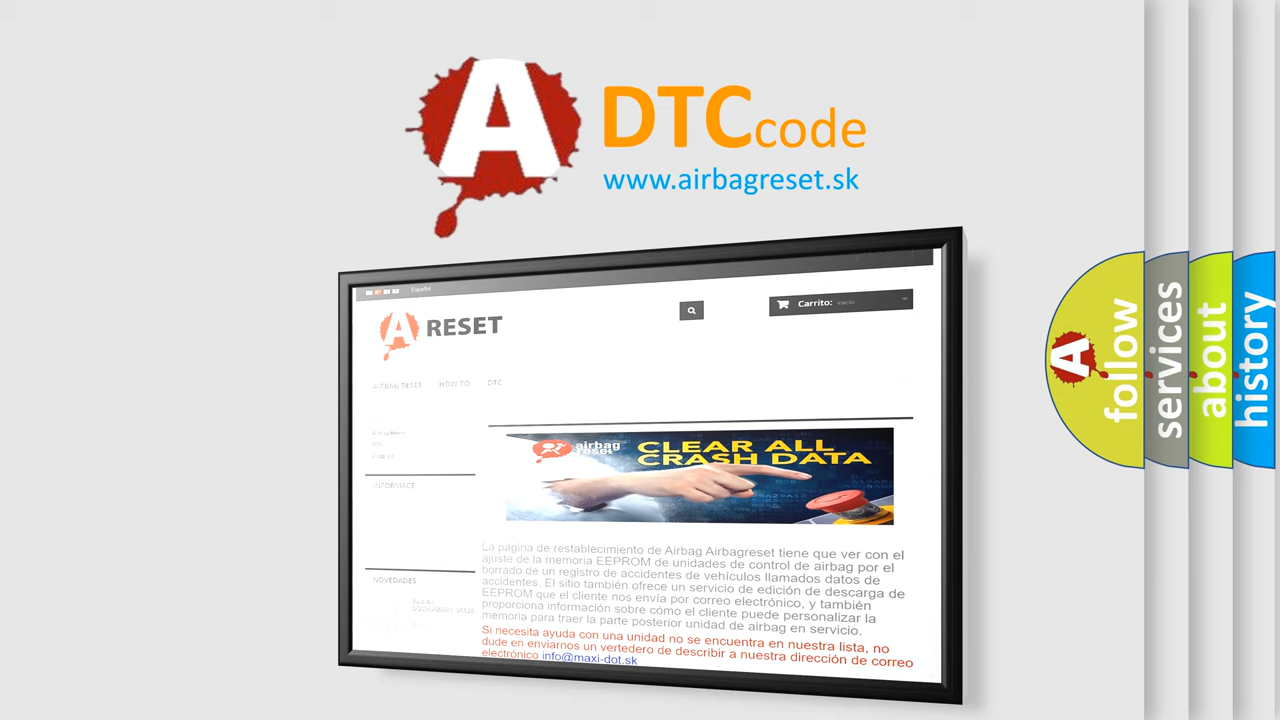 A DTCcode
www.airbagreset.sk
Español
A RESET
Carrito: vacío
AIRBAG RESET HOW TO DTC
airbag
reset
CLEAR ALL
CRASH DATA
INFORMACE
La página de restablecimiento de Airbag Airbagreset tiene que ver con el
ajuste de la memoria EEPROM de unidades de control de airbag por el
borrado de un registro de accidentes de vehículos llamados datos de
accidentes. El sitio también ofrece un servicio de edición de descarga de
EEPROM que el cliente nos envía por correo electrónico, y también
proporciona información sobre cómo el cliente puede personalizar la
memoria para traer la parte posterior unidad de airbag en servicio.
Si necesita ayuda con una unidad no se encuentra en nuestra lista, no
dude en enviarnos un vertedero de describir a nuestra dirección de correo
electrónico info@maxi-dot.sk
NOVEDADES
A follow
services
about
history